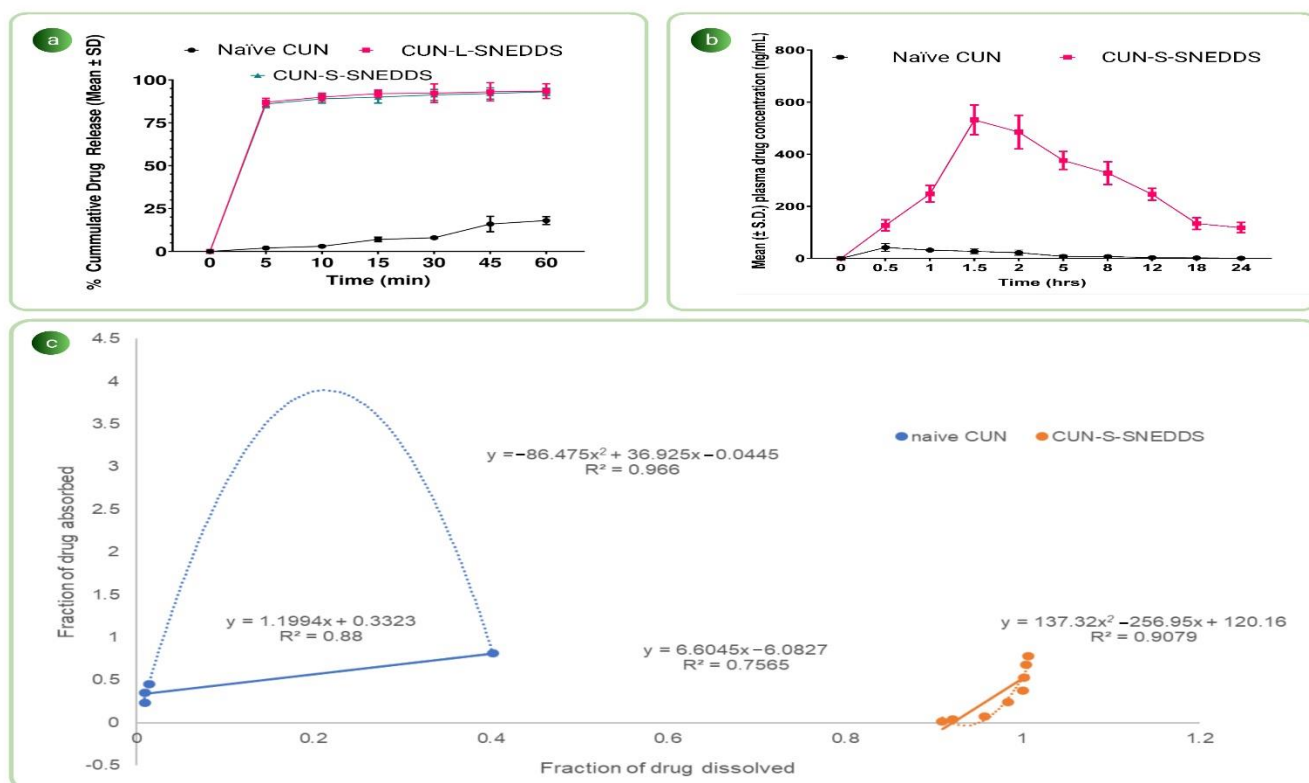 a
Naïve CUN
CUN-L-SNEDDS
CUN-S-SNEDDS
% Cummulative Drug
Release (Mean ± SD)
100
75
50
25
0
0 5 10 15 30 45 60
Time (min)
b
Naïve CUN
CUN-S-SNEDDS
Mean (± S.D.) plasma drug concentration (ng/mL)
800
600
400
200
0
0 0.5 1 1.5 2 5 8 12 18 24
Time (hrs)
c
Fraction of drug absorbed
4.5
4
3.5
3
2.5
2
1.5
1
0.5
0
-0.5
naive CUN
CUN-S-SNEDDS
y = −86.475x² + 36.925x − 0.0445
R² = 0.966
y = 1.1994x + 0.3323
R² = 0.88
y = 6.6045x − 6.0827
R² = 0.7565
y = 137.32x² − 256.95x + 120.16
R² = 0.9079
0 0.2 0.4 0.6 0.8 1 1.2
Fraction of drug dissolved